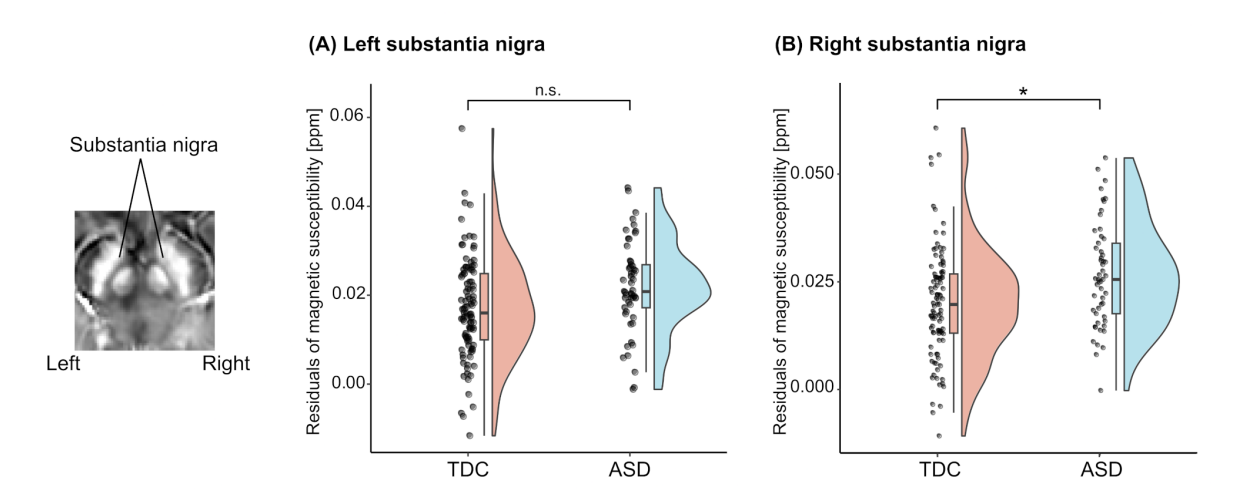 Substantia nigra
Left Right
(A) Left substantia nigra
Residuals of magnetic susceptibility [ppm]
0.06
0.04
0.02
0.00
n.s.
TDC ASD
(B) Right substantia nigra
Residuals of magnetic susceptibility [ppm]
0.050
0.025
0.000
*
TDC ASD